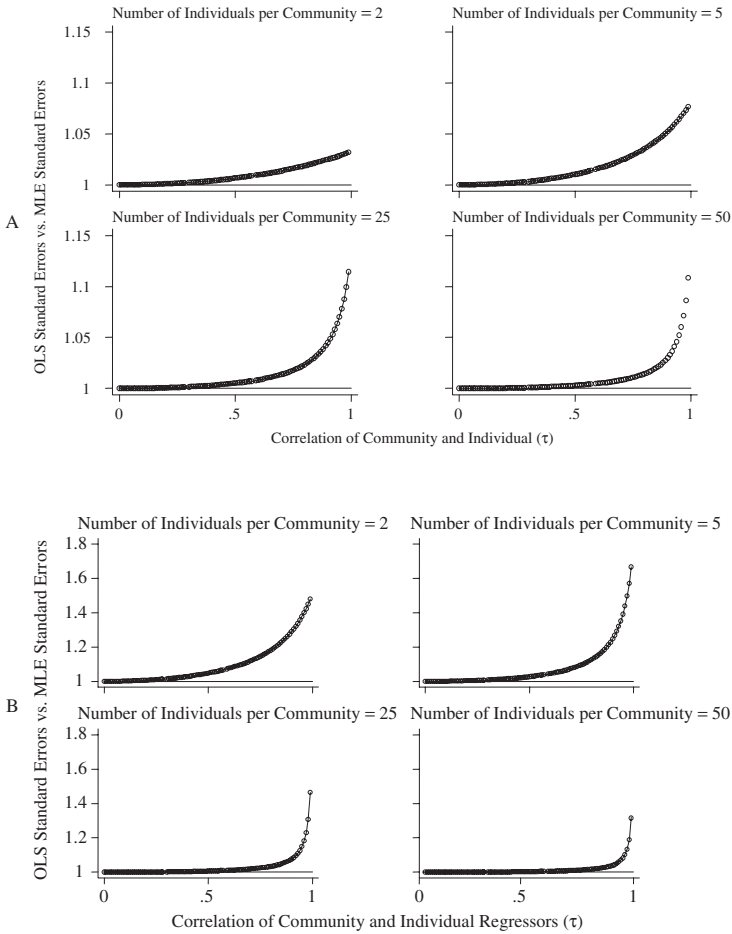 Number of Individuals per Community = 2
Number of Individuals per Community = 5
1.15
1.1
1.05
1
A
OLS Standard Errors vs. MLE Standard Errors
Number of Individuals per Community = 25
Number of Individuals per Community = 50
1.15
1.1
1.05
1
0 .5 1 0 .5 1
Correlation of Community and Individual (τ)
Number of Individuals per Community = 2
Number of Individuals per Community = 5
1.8
1.6
1.4
1.2
1
B
OLS Standard Errors vs. MLE Standard Errors
Number of Individuals per Community = 25
Number of Individuals per Community = 50
1.8
1.6
1.4
1.2
1
0 .5 1 0 .5 1
Correlation of Community and Individual Regressors (τ)